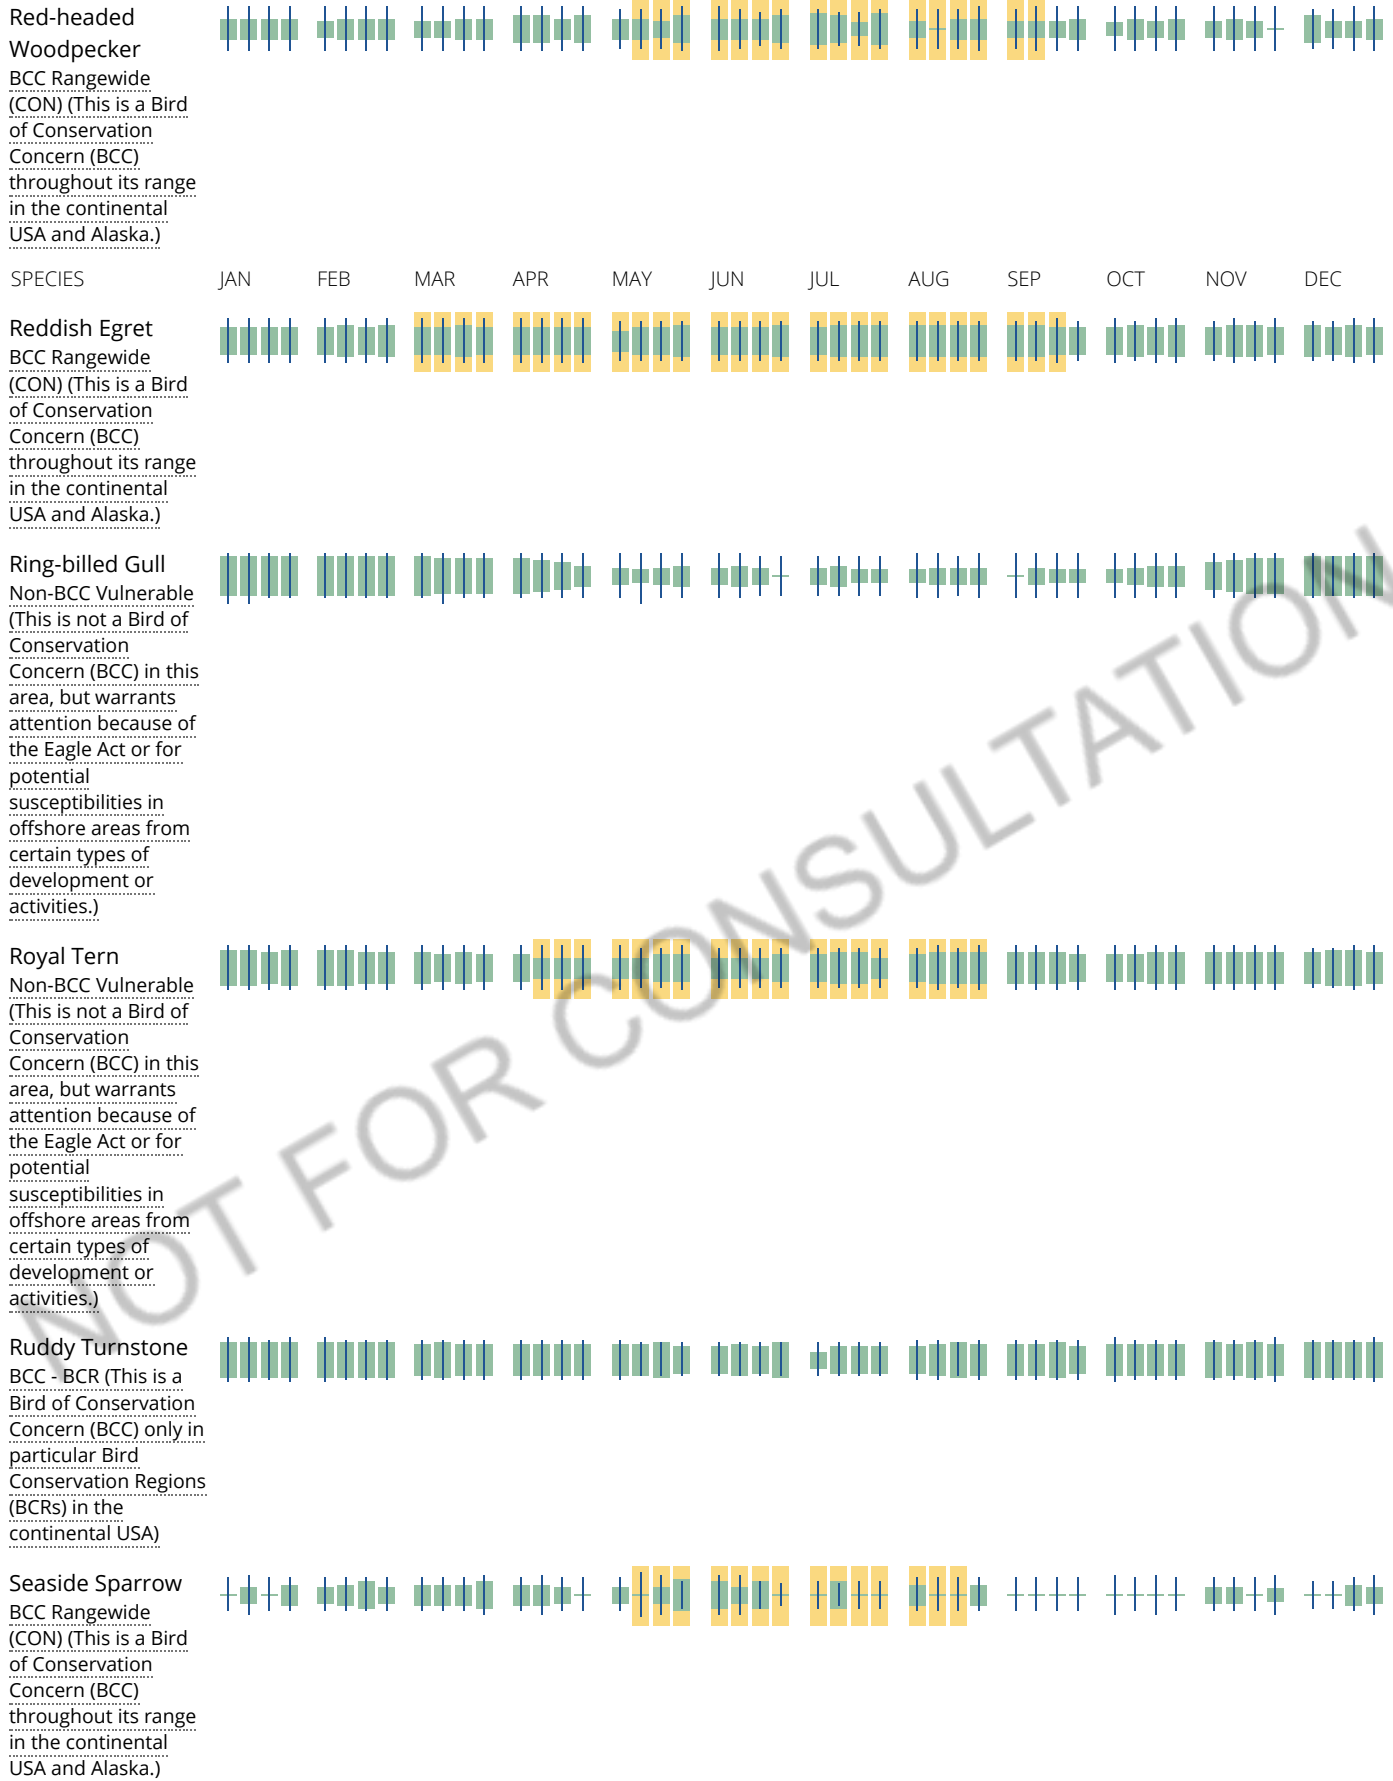 Red-headed
Woodpecker
BCC Rangewide
(CON) (This is a Bird
of Conservation
Concern (BCC)
throughout its range
in the continental
USA and Alaska.)
SPECIES JAN FEB MAR APR MAY JUN JUL AUG SEP OCT NOV DEC
Reddish Egret
BCC Rangewide
(CON) (This is a Bird
of Conservation
Concern (BCC)
throughout its range
in the continental
USA and Alaska.)
Ring-billed Gull
Non-BCC Vulnerable
(This is not a Bird of
Conservation
Concern (BCC) in this
area, but warrants
attention because of
the Eagle Act or for
potential
susceptibilities in
offshore areas from
certain types of
development or
activities.)
Royal Tern
Non-BCC Vulnerable
(This is not a Bird of
Conservation
Concern (BCC) in this
area, but warrants
attention because of
the Eagle Act or for
potential
susceptibilities in
offshore areas from
certain types of
development or
activities.)
Ruddy Turnstone
BCC - BCR (This is a
Bird of Conservation
Concern (BCC) only in
particular Bird
Conservation Regions
(BCRs) in the
continental USA)
Seaside Sparrow
BCC Rangewide
(CON) (This is a Bird
of Conservation
Concern (BCC)
throughout its range
in the continental
USA and Alaska.)
NOT FOR CONSULTATION